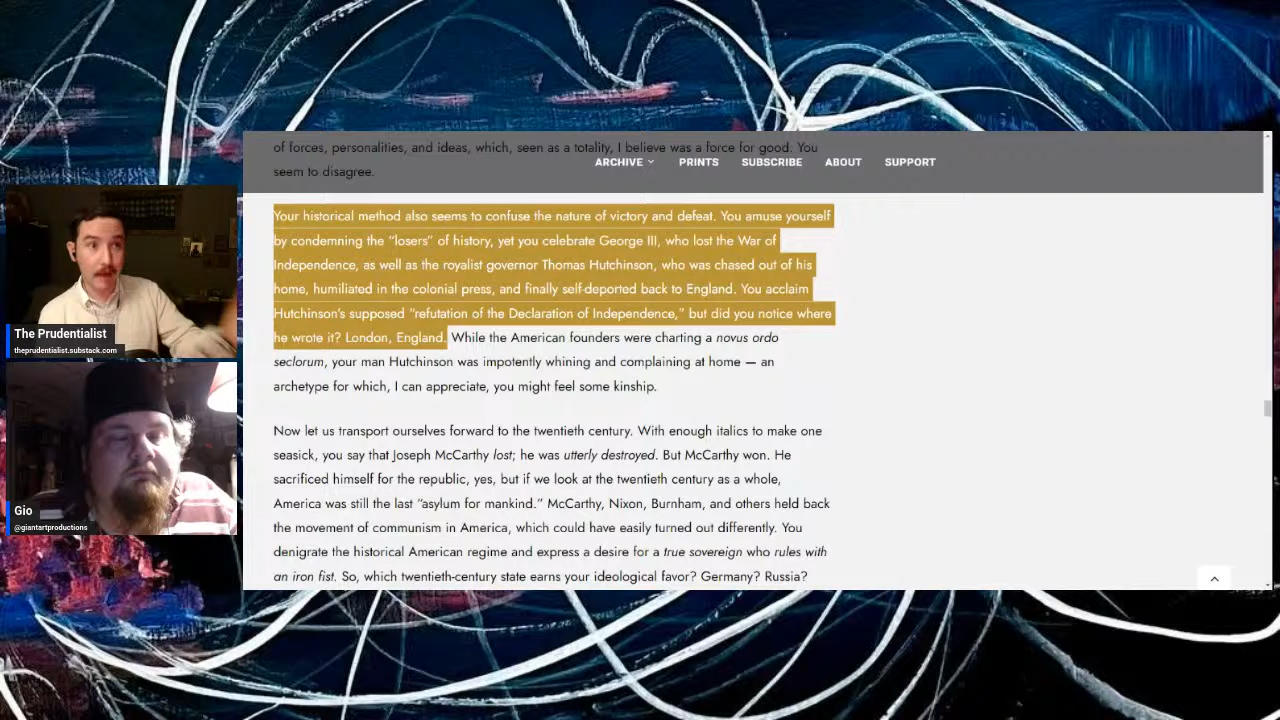 of forces, personalities, and ideas, which, seen as a totality, I believe was a force for good. You
seem to disagree.
ARCHIVE PRINTS SUBSCRIBE ABOUT SUPPORT
Your historical method also seems to confuse the nature of victory and defeat. You amuse yourself
by condemning the “losers” of history, yet you celebrate George III, who lost the War of
Independence, as well as the royalist governor Thomas Hutchinson, who was chased out of his
home, humiliated in the colonial press, and finally self-deported back to England. You acclaim
Hutchinson’s supposed “refutation of the Declaration of Independence,” but did you notice where
he wrote it? London, England. While the American founders were charting a novus ordo
seclorum, your man Hutchinson was impotently whining and complaining at home — an
archetype for which, I can appreciate, you might feel some kinship.
Now let us transport ourselves forward to the twentieth century. With enough italics to make one
seasick, you say that Joseph McCarthy lost; he was utterly destroyed. But McCarthy won. He
sacrificed himself for the republic, yes, but if we look at the twentieth century as a whole,
America was still the last “asylum for mankind.” McCarthy, Nixon, Burnham, and others held back
the movement of communism in America, which could have easily turned out differently. You
denigrate the historical American regime and express a desire for a true sovereign who rules with
an iron fist. So, which twentieth-century state earns your ideological favor? Germany? Russia?
The Prudentialist
theprudentialist.substack.com
Gio
@giantartproductions